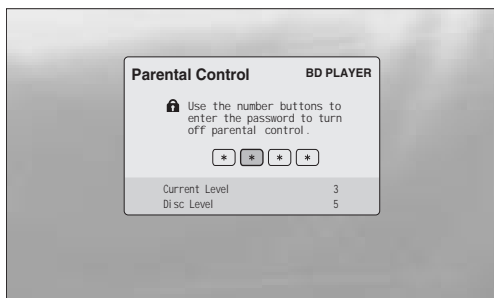 Parental Control BD PLAYER
Use the number buttons to
enter the password to turn
off parental control.
* * * *
Current Level 3
Disc Level 5